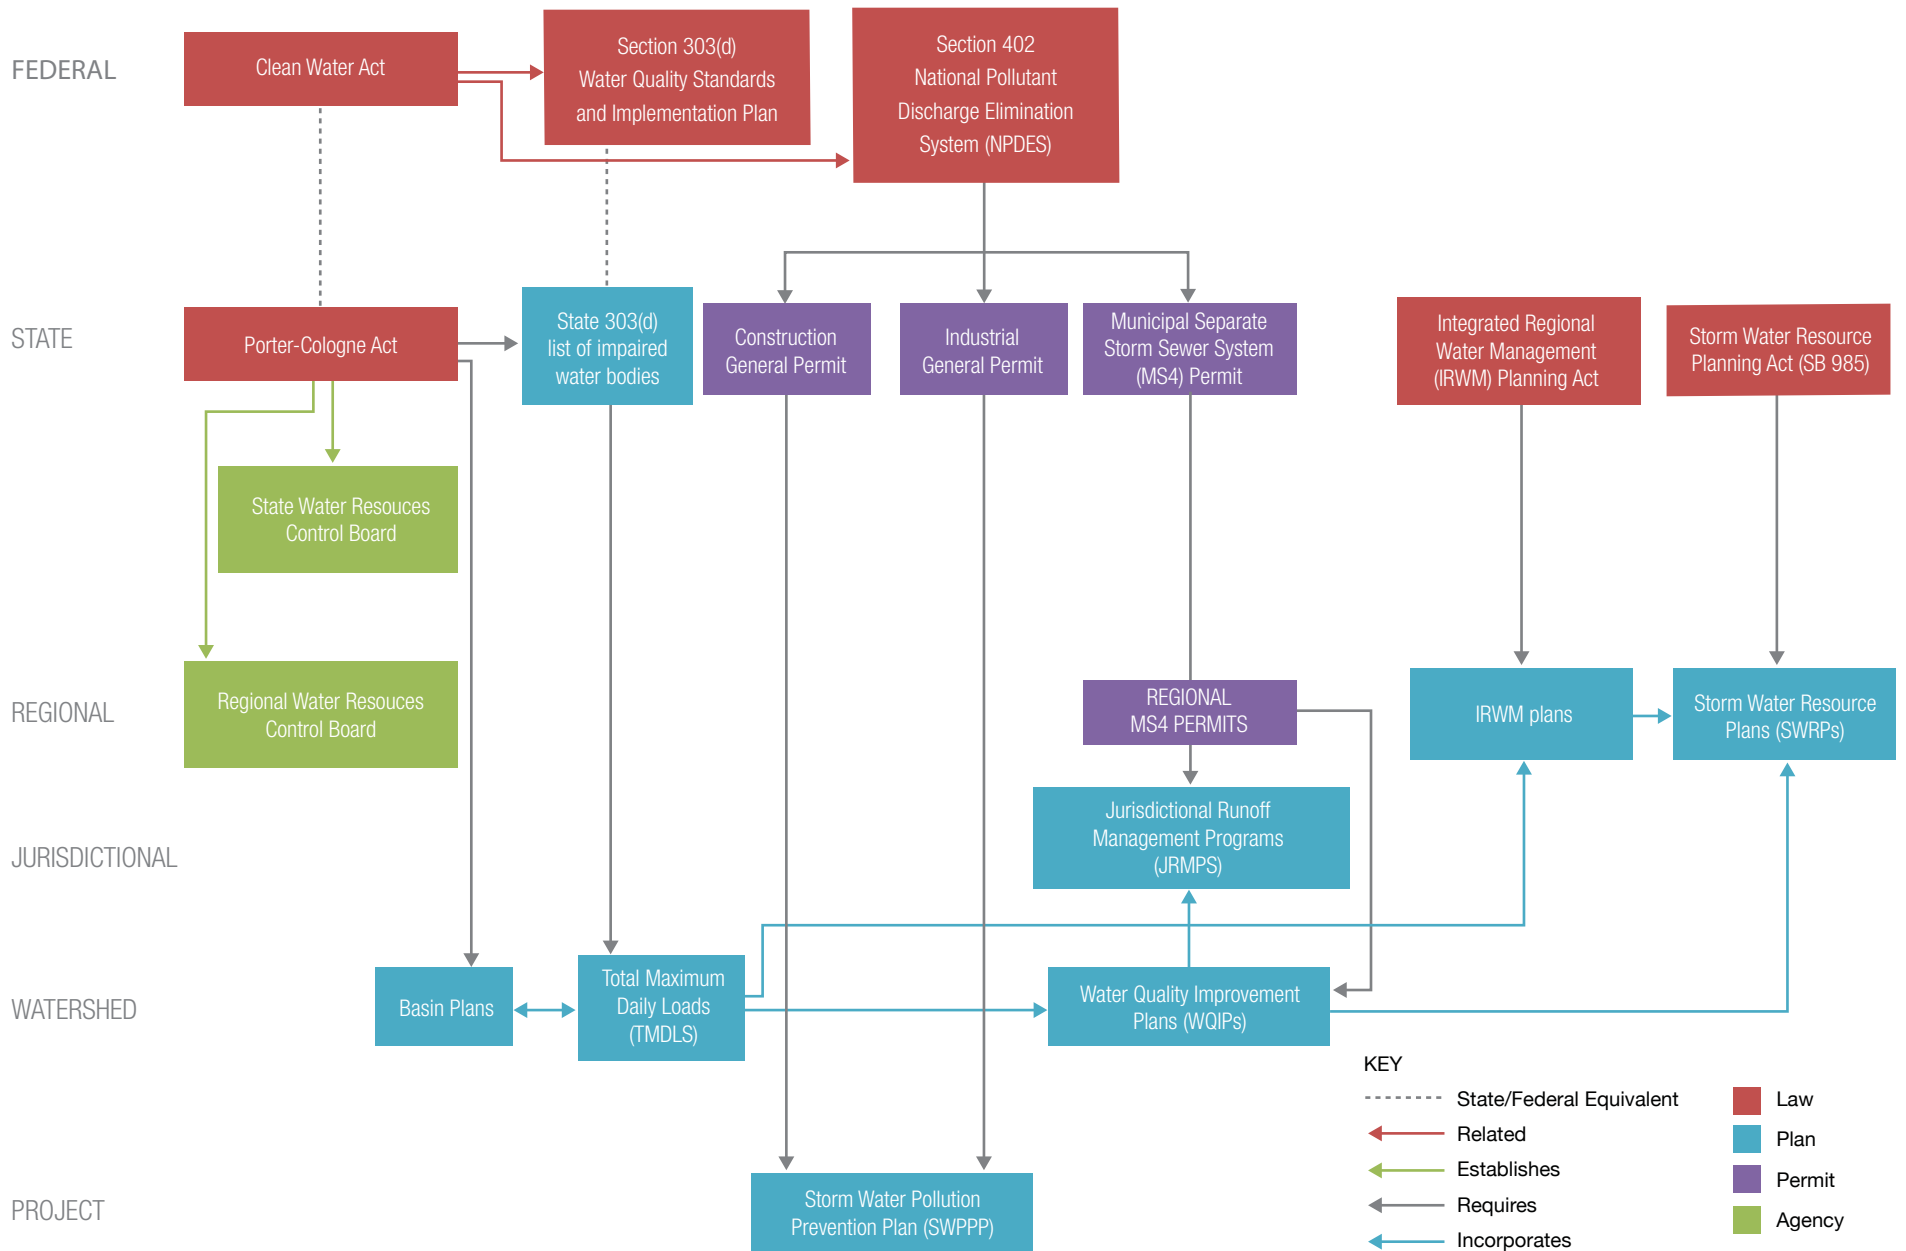 FEDERAL
Clean Water Act
Section 303(d)
Water Quality Standards
and Implementation Plan
Section 402
National Pollutant
Discharge Elimination
System (NPDES)
STATE
Porter-Cologne Act
State 303(d)
list of impaired
water bodies
Construction
General Permit
Industrial
General Permit
Municipal Separate
Storm Sewer System
(MS4) Permit
Integrated Regional
Water Management
(IRWM) Planning Act
Storm Water Resource
Planning Act (SB 985)
State Water Resouces
Control Board
REGIONAL
Regional Water Resouces
Control Board
REGIONAL
MS4 PERMITS
IRWM plans
Storm Water Resource
Plans (SWRPs)
JURISDICTIONAL
Jurisdictional Runoff
Management Programs
(JRMPS)
WATERSHED
Basin Plans
Total Maximum
Daily Loads
(TMDLS)
Water Quality Improvement
Plans (WQIPs)
PROJECT
Storm Water Pollution
Prevention Plan (SWPPP)
KEY
State/Federal Equivalent
Related
Establishes
Requires
Incorporates
Law
Plan
Permit
Agency